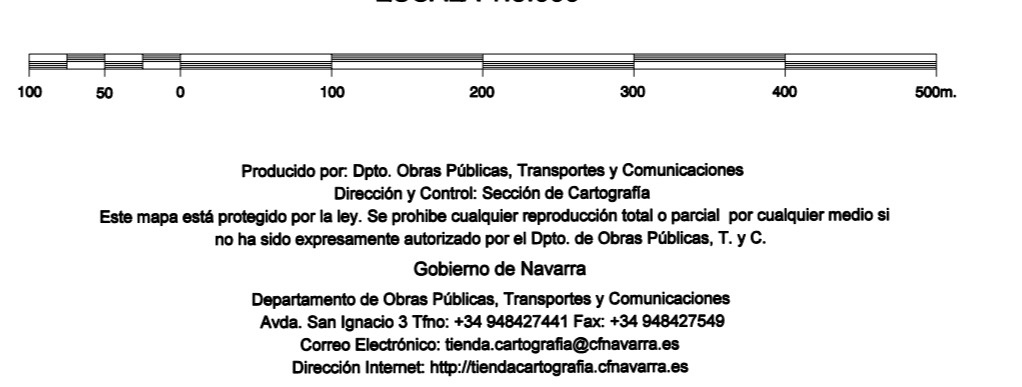 100 50 0 100 200 300 400 500m.
Producido por: Dpto. Obras Públicas, Transportes y Comunicaciones
Dirección y Control: Sección de Cartografía
Este mapa está protegido por la ley. Se prohibe cualquier reproducción total o parcial por cualquier medio si
no ha sido expresamente autorizado por el Dpto. de Obras Públicas, T. y C.
Gobierno de Navarra
Departamento de Obras Públicas, Transportes y Comunicaciones
Avda. San Ignacio 3 Tfno: +34 948427441 Fax: +34 948427549
Correo Electrónico: tienda.cartografia@cfnavarra.es
Dirección Internet: http://tiendacartografia.cfnavarra.es